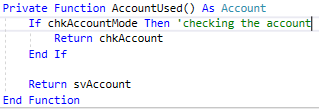 Private Function AccountUsed() As Account
If chkAccountMode Then 'checking the account
Return chkAccount
End If
Return svAccount
End Function